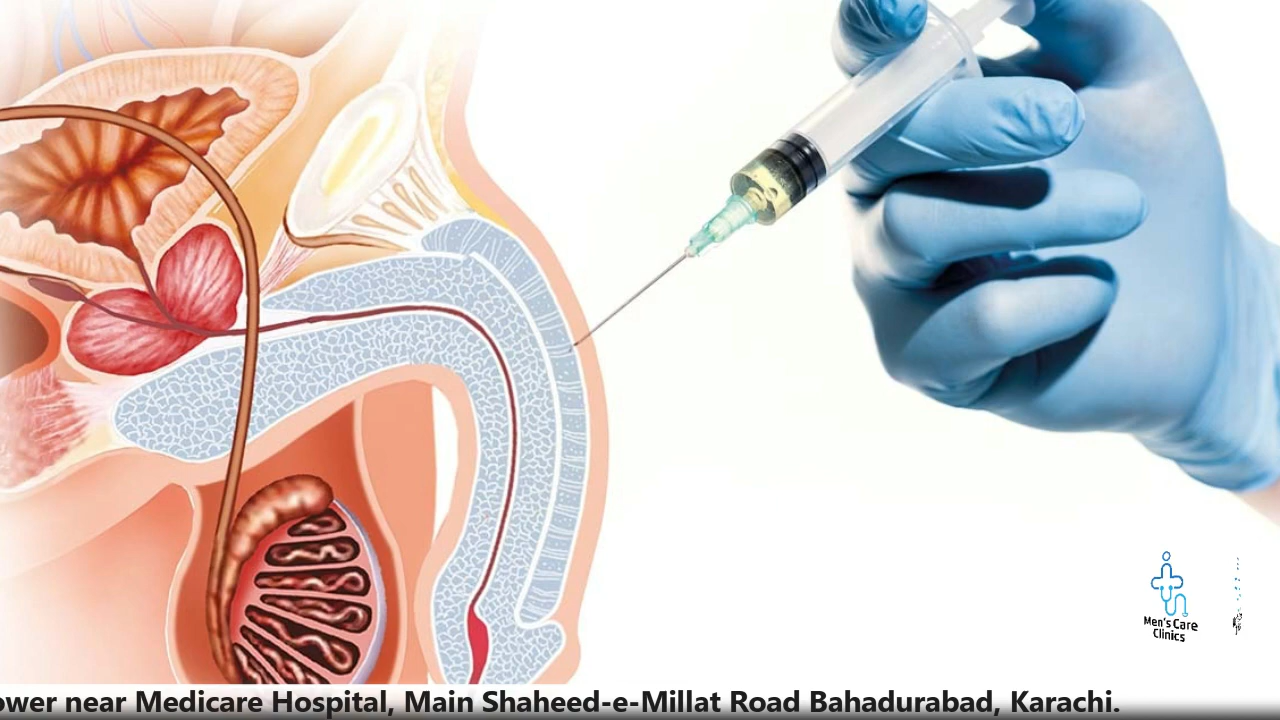 Men's Care
Clinics
ower near Medicare Hospital, Main Shaheed-e-Millat Road Bahadurabad, Karachi.